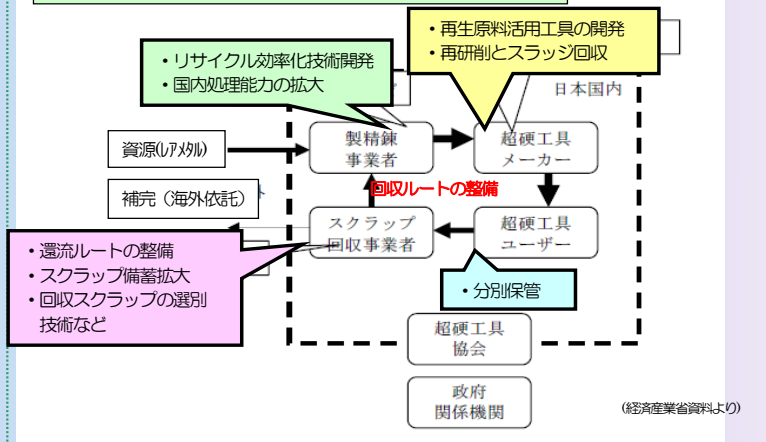 ・再生原料活用工具の開発
・再研削とスラッジ回収
・リサイクル効率化技術開発
・国内処理能力の拡大
日本国内
資源(レアメタル)
製精錬
事業者
超硬工具
メーカー
補完（海外依託）
回収ルートの整備
スクラップ
回収事業者
超硬工具
ユーザー
・還流ルートの整備
・スクラップ備蓄拡大
・回収スクラップの選別
技術など
・分別保管
超硬工具
協会
政府
関係機関
(経済産業省資料より)